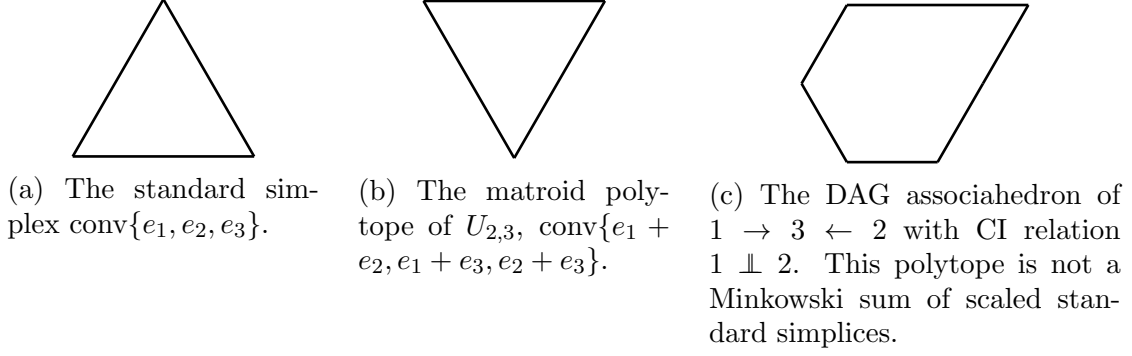 (a) The standard sim-
plex conv{e₁, e₂, e₃}.
(b) The matroid poly-
tope of U₂,₃, conv{e₁ +
e₂, e₁ + e₃, e₂ + e₃}.
(c) The DAG associahedron of
1 → 3 ← 2 with CI relation
1 ⫫ 2. This polytope is not a
Minkowski sum of scaled stan-
dard simplices.